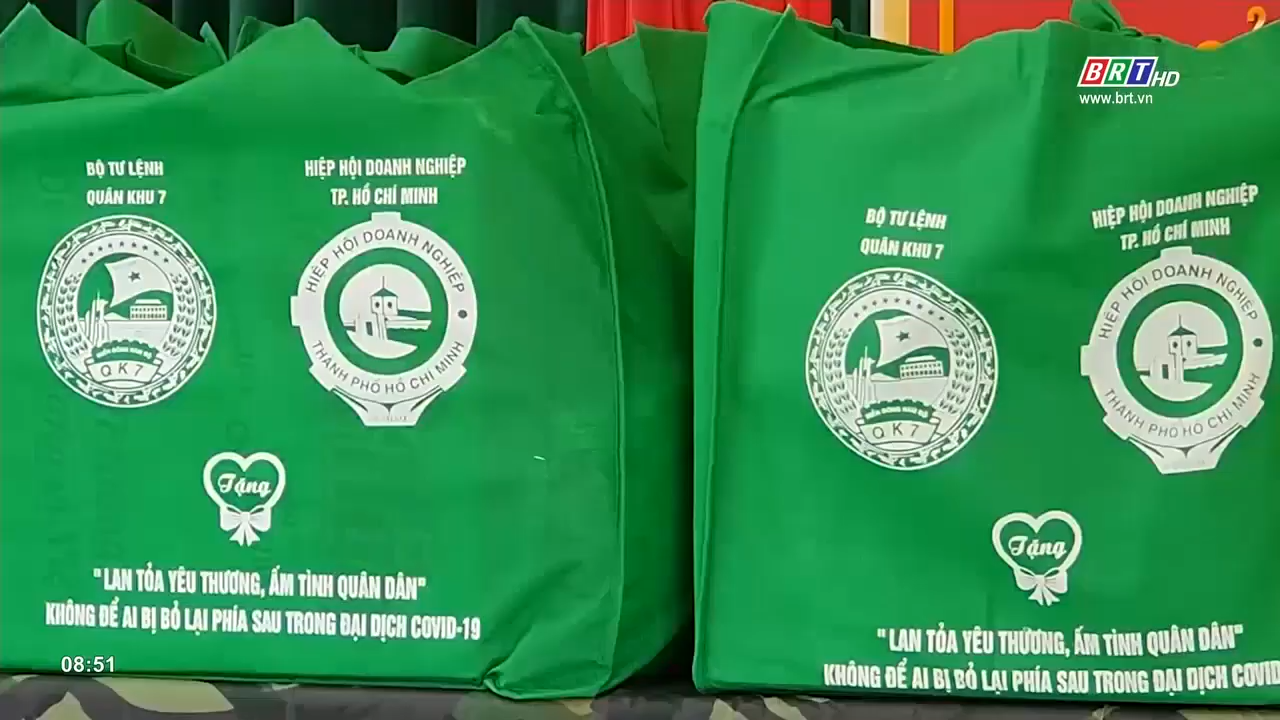 2
BRT HD
www.brt.vn
BỘ TƯ LỆNH
QUÂN KHU 7
HIỆP HỘI DOANH NGHIỆP
TP. HỒ CHÍ MINH
QK7
HIỆP HỘI DOANH NGHIỆP
THÀNH PHỐ HỒ CHÍ MINH
Tặng
"LAN TỎA YÊU THƯƠNG, ẤM TÌNH QUÂN DÂN"
KHÔNG ĐỂ AI BỊ BỎ LẠI PHÍA SAU TRONG ĐẠI DỊCH COVID-19
BỘ TƯ LỆNH
QUÂN KHU 7
HIỆP HỘI DOANH NGHIỆP
TP. HỒ CHÍ MINH
QK7
HIỆP HỘI DOANH NGHIỆP
THÀNH PHỐ HỒ CHÍ MINH
Tặng
"LAN TỎA YÊU THƯƠNG, ẤM TÌNH QUÂN DÂN"
KHÔNG ĐỂ AI BỊ BỎ LẠI PHÍA SAU TRONG ĐẠI DỊCH COVID
08:51